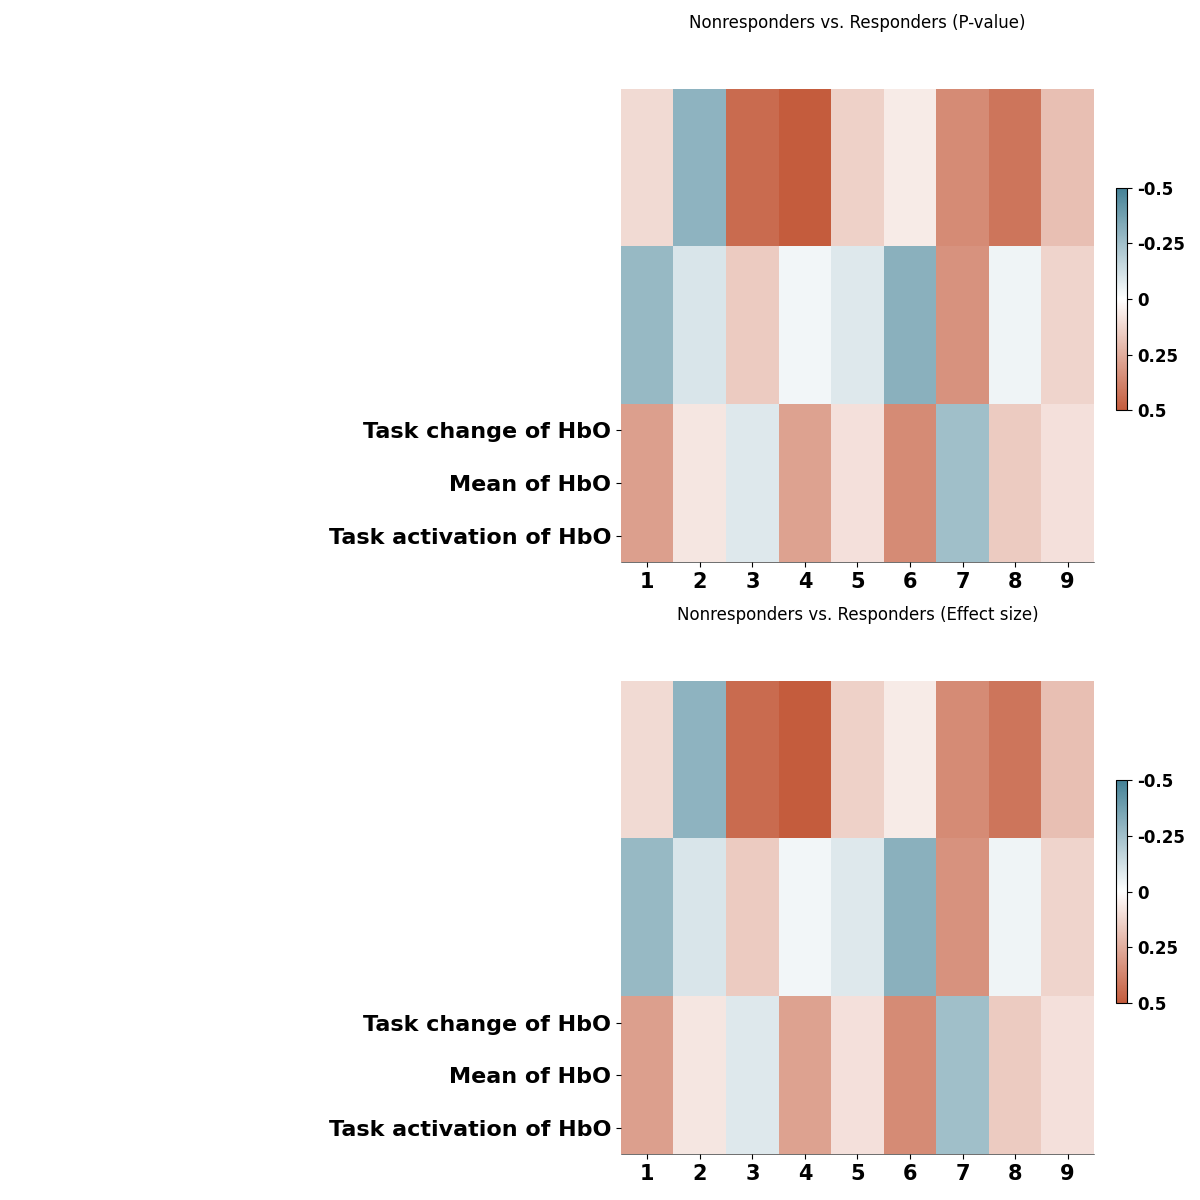 Nonresponders vs. Responders (P-value)
-0.5
-0.25
0
0.25
0.5
Task change of HbO
Mean of HbO
Task activation of HbO
1 2 3 4 5 6 7 8 9
Nonresponders vs. Responders (Effect size)
-0.5
-0.25
0
0.25
0.5
Task change of HbO
Mean of HbO
Task activation of HbO
1 2 3 4 5 6 7 8 9